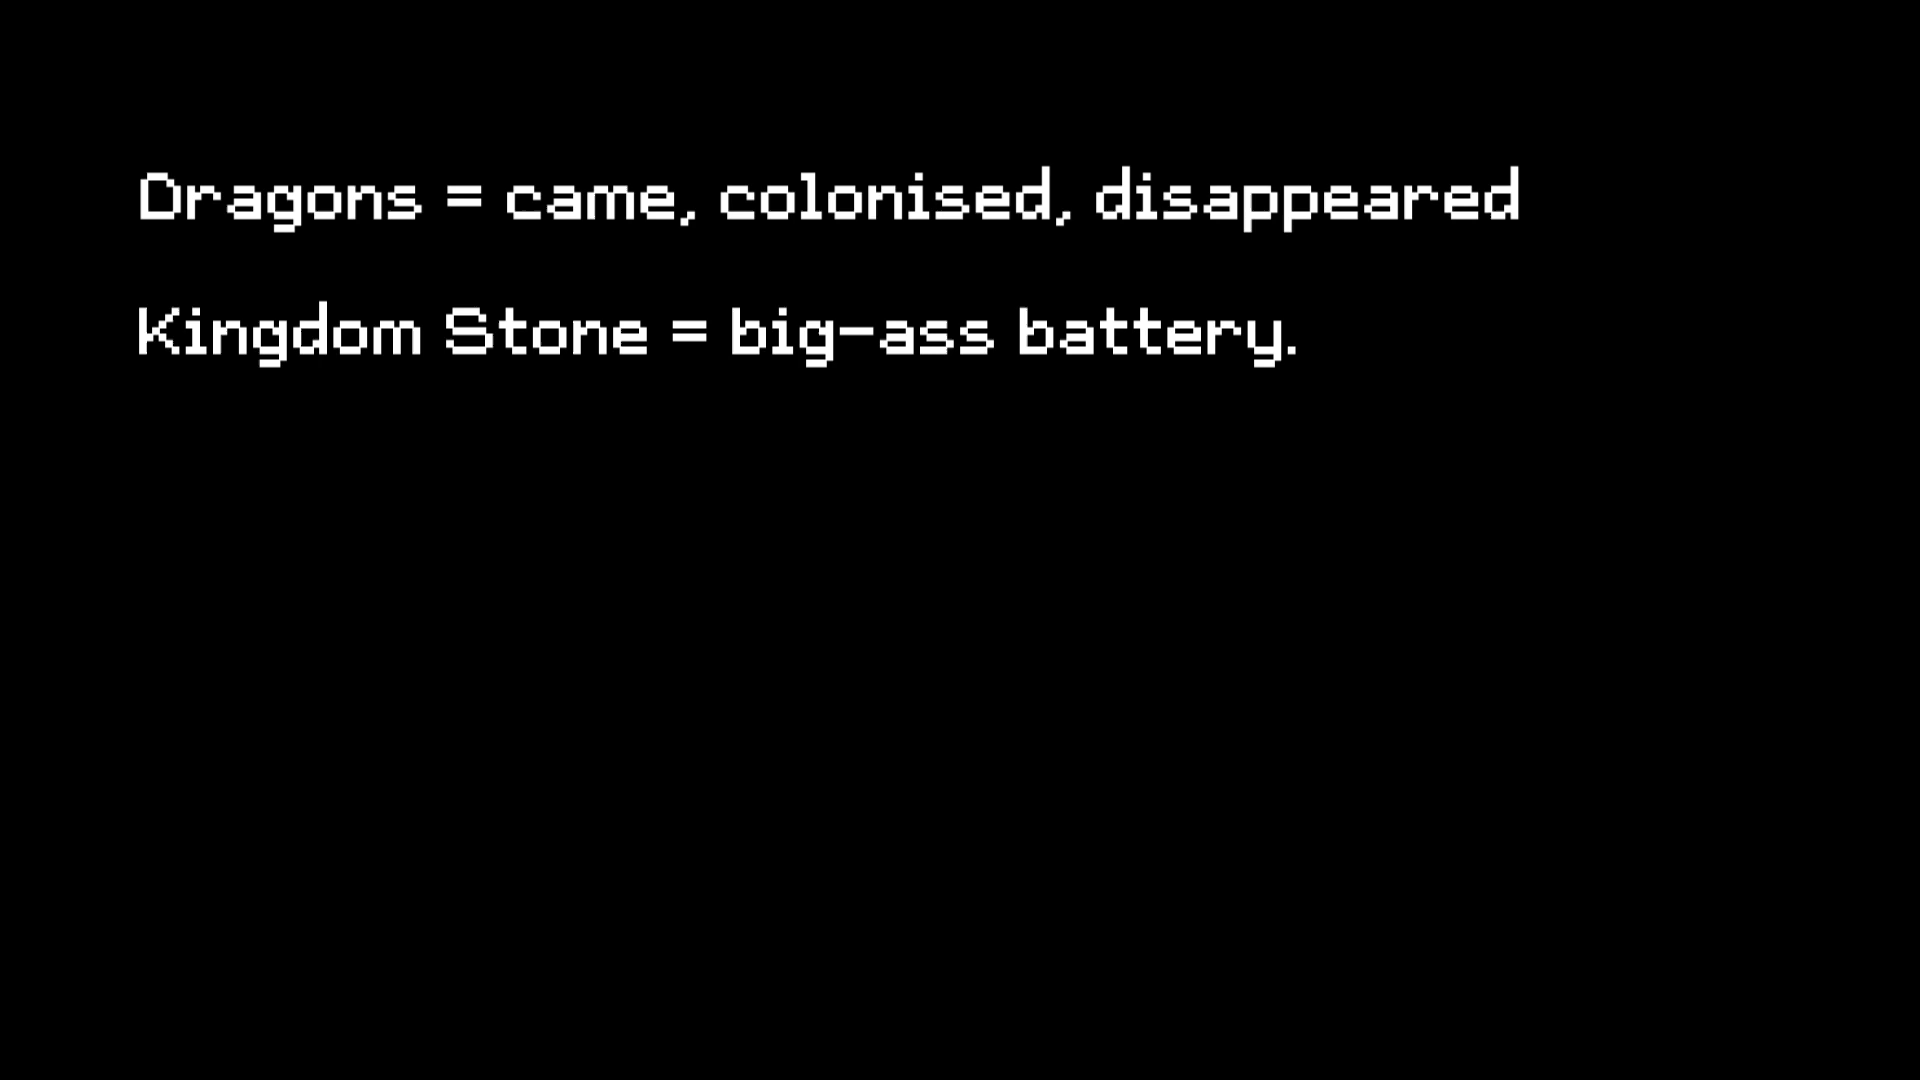 Dragons = came, colonised, disappeared
Kingdom Stone = big-ass battery.